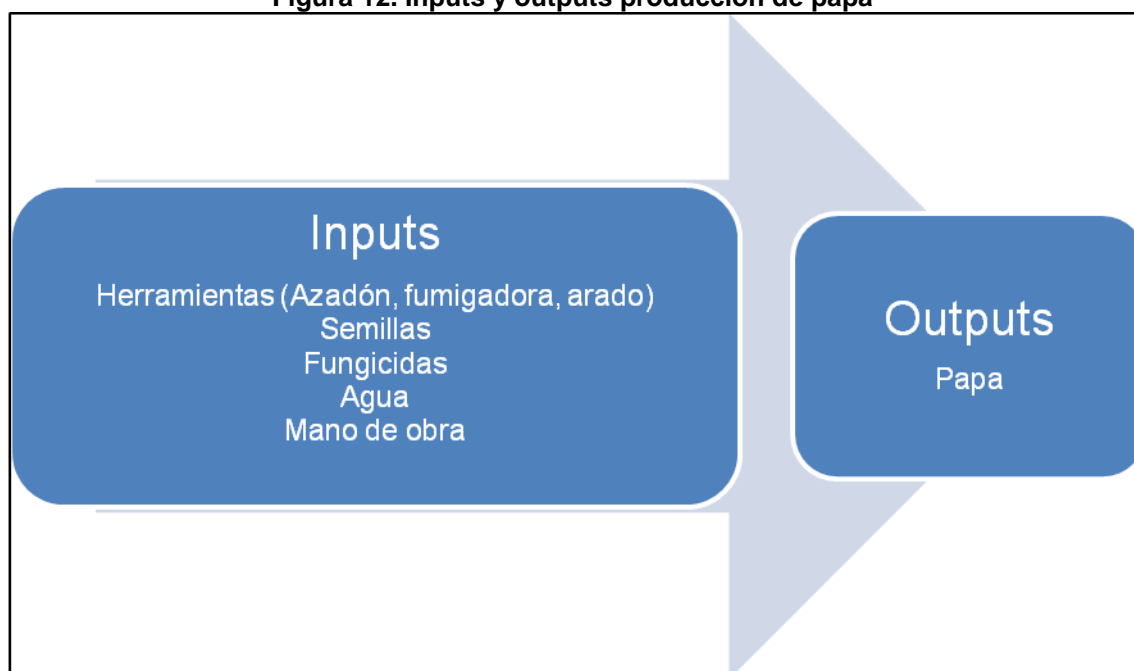 Figura 12. Inputs y outputs producción de papa
Inputs
Herramientas (Azadón, fumigadora, arado)
Semillas
Fungicidas
Agua
Mano de obra
Outputs
Papa